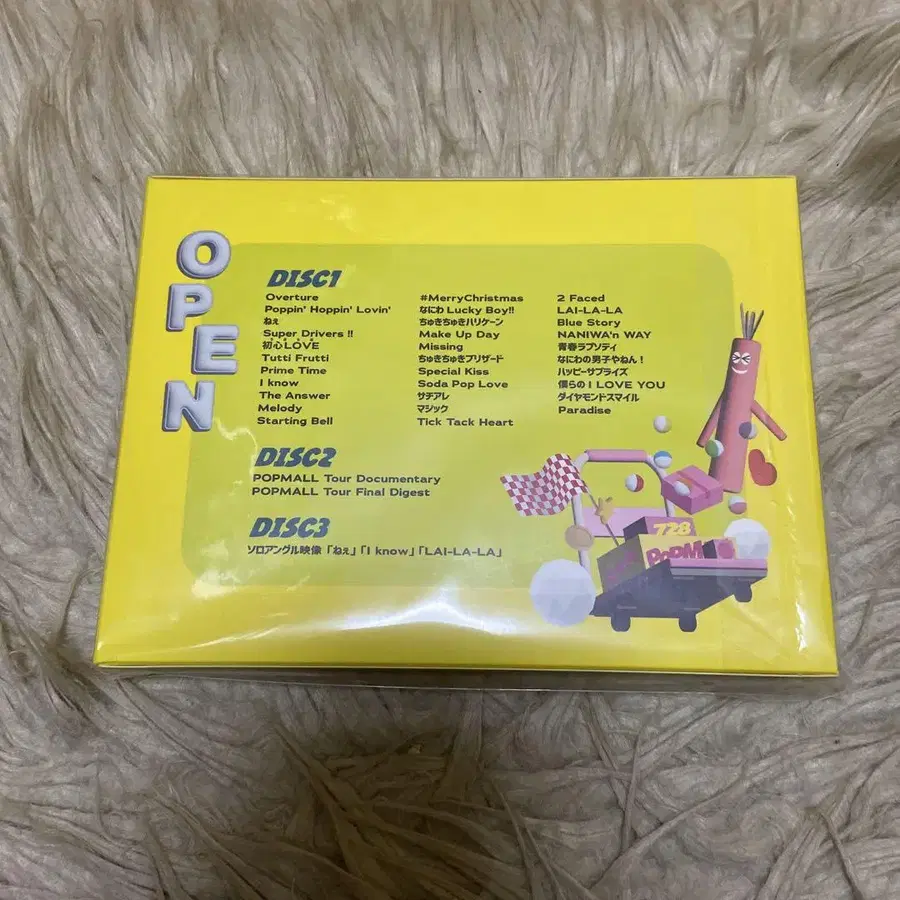 OPEN
DISC1
Overture
Poppin' Hoppin' Lovin'
ねぇ
Super Drivers !!
初心LOVE
Tutti Frutti
Prime Time
I know
The Answer
Melody
Starting Bell
#MerryChristmas
なにわ Lucky Boy!!
ちゅきちゅきハリケーン
Make Up Day
Missing
ちゅきちゅきブリザード
Special Kiss
Soda Pop Love
サチアレ
マジック
Tick Tack Heart
2 Faced
LAI-LA-LA
Blue Story
NANIWA'n WAY
青春ラプソディ
なにわの男子やねん！
ハッピーサプライズ
僕らの I LOVE YOU
ダイヤモンドスマイル
Paradise
DISC2
POPMALL Tour Documentary
POPMALL Tour Final Digest
DISC3
ソロアングル映像「ねぇ」「I know」「LAI-LA-LA」
728